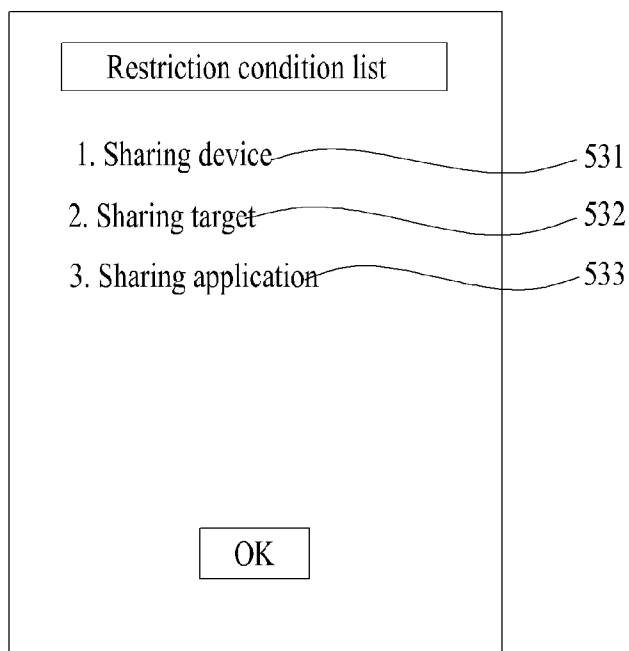 Restriction condition list
1. Sharing device 531
2. Sharing target 532
3. Sharing application 533
OK